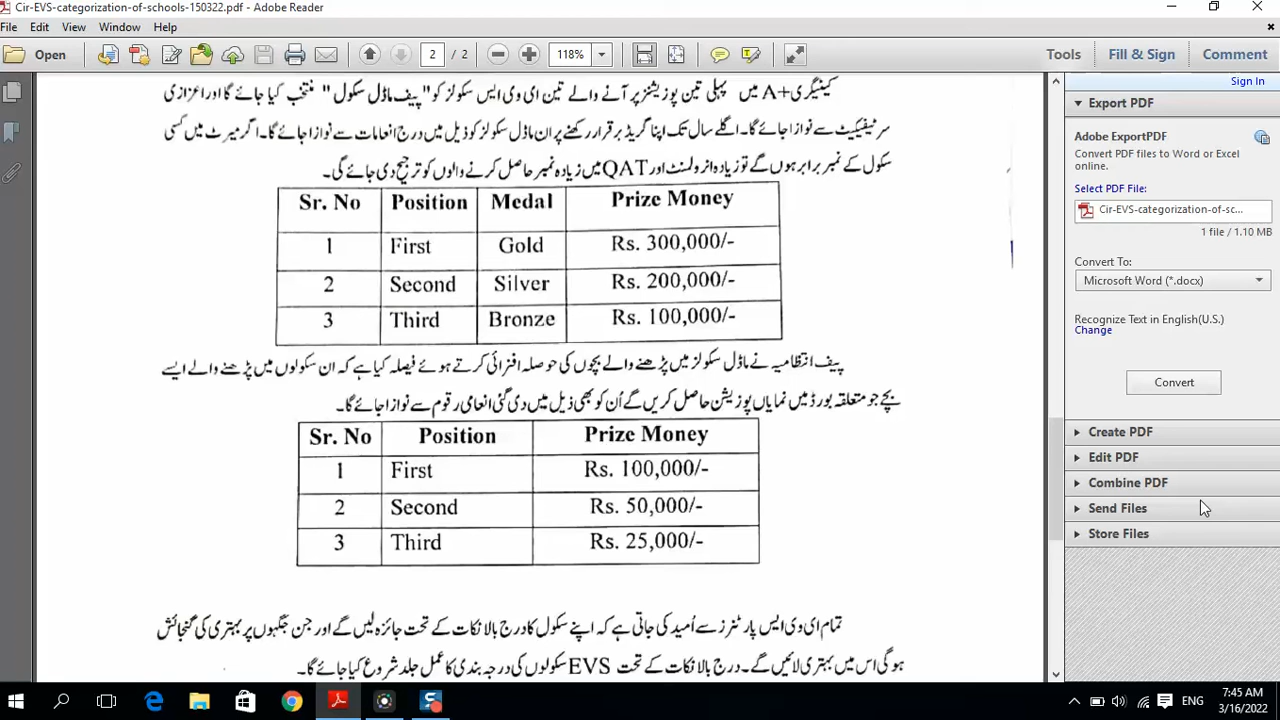 Cir-EVS-categorization-of-schools-150322.pdf - Adobe Reader
File Edit View Window Help
Open 2 / 2 118% Tools Fill & Sign Comment
Sign In
کیٹیگری A+ میں پہلی تین پوزیشنز پر آنے والے تین ای وی ایس سکولز کو "پیف ماڈل سکول" منتخب کیا جائے گا اور اعزازی
سرٹیفیکیٹ سے نوازا جائے گا۔ اگلے سال تک اپنا گریڈ برقرار رکھنے پر ان ماڈل سکولز کو ذیل میں درج انعامات سے نوازا جائے گا۔ اگر میرٹ میں کسی
سکول کے نمبر برابر ہوں گے تو زیادہ انرولمنٹ اور QAT میں زیادہ نمبر حاصل کرنے والوں کو ترجیح دی جائے گی۔
Sr. No Position Medal Prize Money
1 First Gold Rs. 300,000/-
2 Second Silver Rs. 200,000/-
3 Third Bronze Rs. 100,000/-
پیف انتظامیہ نے ماڈل سکولز میں پڑھنے والے بچوں کی حوصلہ افزائی کرتے ہوئے فیصلہ کیا ہے کہ ان سکولوں میں پڑھنے والے ایسے
بچے جو متعلقہ بورڈ میں نمایاں پوزیشن حاصل کریں گے اُن کو بھی ذیل میں دی گئی انعامی رقوم سے نوازا جائے گا۔
Sr. No Position Prize Money
1 First Rs. 100,000/-
2 Second Rs. 50,000/-
3 Third Rs. 25,000/-
تمام ای وی ایس پارٹنرز سے اُمید کی جاتی ہے کہ اپنے سکول کا درج بالا نکات کے تحت جائزہ لیں گے اور جن جگہوں پر بہتری کی گنجائش
ہوگی اس میں بہتری لائیں گے۔ درج بالا نکات کے تحت EVS سکولوں کی درجہ بندی کا عمل جلد شروع کیا جائے گا۔
Export PDF
Adobe ExportPDF
Convert PDF files to Word or Excel
online.
Select PDF File:
Cir-EVS-categorization-of-sc...
1 file / 1.10 MB
Convert To:
Microsoft Word (*.docx)
Recognize Text in English(U.S.)
Change
Convert
Create PDF
Edit PDF
Combine PDF
Send Files
Store Files
ENG
7:45 AM
3/16/2022